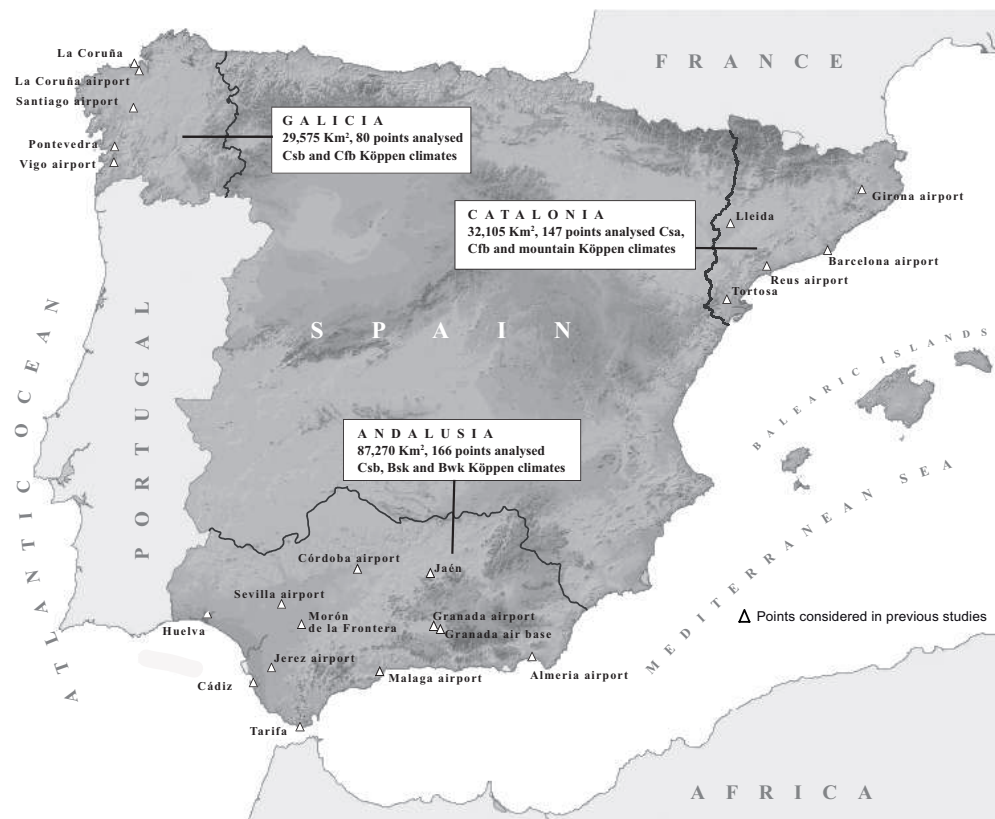 F R A N C E
La Coruña
La Coruña airport
Santiago airport
Pontevedra
Vigo airport
G A L I C I A
29,575 Km², 80 points analysed
Csb and Cfb Köppen climates
C A T A L O N I A
32,105 Km², 147 points analysed Csa,
Cfb and mountain Köppen climates
Girona airport
Lleida
Barcelona airport
Reus airport
Tortosa
S P A I N
P O R T U G A L
A T L A N T I C O C E A N
B A L E A R I C I S L A N D S
M E D I T E R R A N E A N S E A
A N D A L U S I A
87,270 Km², 166 points analysed
Csb, Bsk and Bwk Köppen climates
Córdoba airport
Jaén
Sevilla airport
Morón
de la Frontera
Granada airport
Granada air base
Huelva
Jerez airport
Cádiz
Malaga airport
Almeria airport
Tarifa
Points considered in previous studies
A F R I C A